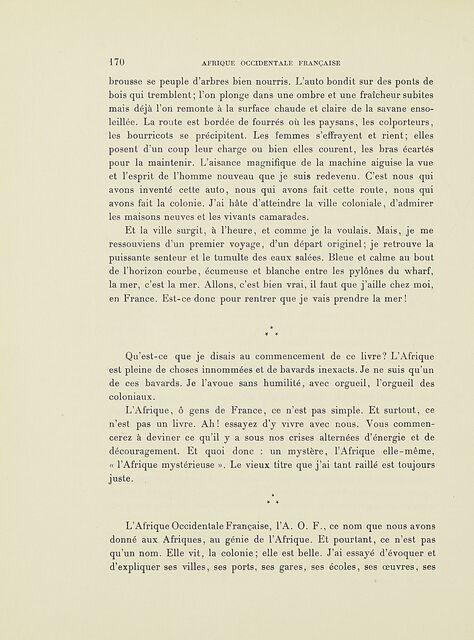 170 AFRIQUE OCCIDENTALE FRANÇAISE
brousse se peuple d'arbres bien nourris. L'auto bondit sur des ponts de
bois qui tremblent; l'on plonge dans une ombre et une fraîcheur subites
mais déjà l'on remonte à la surface chaude et claire de la savane enso-
leillée. La route est bordée de fourrés où les paysans, les colporteurs,
les bourricots se précipitent. Les femmes s'effrayent et rient; elles
posent d'un coup leur charge ou bien elles courent, les bras écartés
pour la maintenir. L'aisance magnifique de la machine aiguise la vue
et l'esprit de l'homme nouveau que je suis redevenu. C'est nous qui
avons inventé cette auto, nous qui avons fait cette route, nous qui
avons fait la colonie. J'ai hâte d'atteindre la ville coloniale, d'admirer
les maisons neuves et les vivants camarades.
Et la ville surgit, à l'heure, et comme je la voulais. Mais, je me
ressouviens d'un premier voyage, d'un départ originel; je retrouve la
puissante senteur et le tumulte des eaux salées. Bleue et calme au bout
de l'horizon courbe, écumeuse et blanche entre les pylônes du wharf,
la mer, c'est la mer. Allons, c'est bien vrai, il faut que j'aille chez moi,
en France. Est-ce donc pour rentrer que je vais prendre la mer!
* * *
Qu'est-ce que je disais au commencement de ce livre? L'Afrique
est pleine de choses innommées et de bavards inexacts. Je ne suis qu'un
de ces bavards. Je l'avoue sans humilité, avec orgueil, l'orgueil des
coloniaux.
L'Afrique, ô gens de France, ce n'est pas simple. Et surtout, ce
n'est pas un livre. Ah! essayez d'y vivre avec nous. Vous commen-
cerez à deviner ce qu'il y a sous nos crises alternées d'énergie et de
découragement. Et quoi donc : un mystère, l'Afrique elle-même,
« l'Afrique mystérieuse ». Le vieux titre que j'ai tant raillé est toujours
juste.
* * *
L'Afrique Occidentale Française, l'A. O. F., ce nom que nous avons
donné aux Afriques, au génie de l'Afrique. Et pourtant, ce n'est pas
qu'un nom. Elle vit, la colonie; elle est belle. J'ai essayé d'évoquer et
d'expliquer ses villes, ses ports, ses gares, ses écoles, ses œuvres, ses